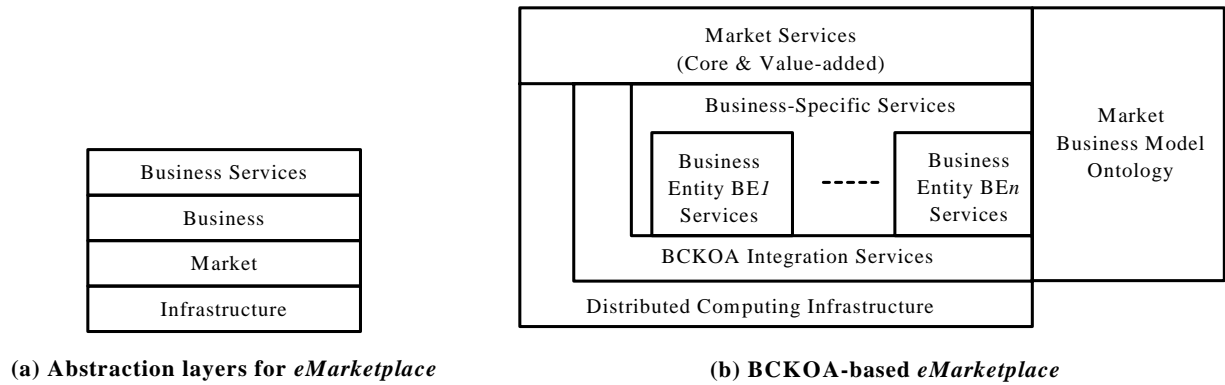 Business Services
Business
Market
Infrastructure
(a) Abstraction layers for eMarketplace
Market Services
(Core & Value-added)
Business-Specific Services
Business
Entity BE1
Services
Business
Entity BEn
Services
BCKOA Integration Services
Distributed Computing Infrastructure
Market
Business Model
Ontology
(b) BCKOA-based eMarketplace